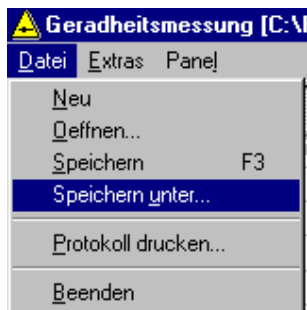 Geradheitsmessung [C:\
Datei Extras Panel
Neu
Oeffnen...
Speichern F3
Speichern unter...
Protokoll drucken...
Beenden